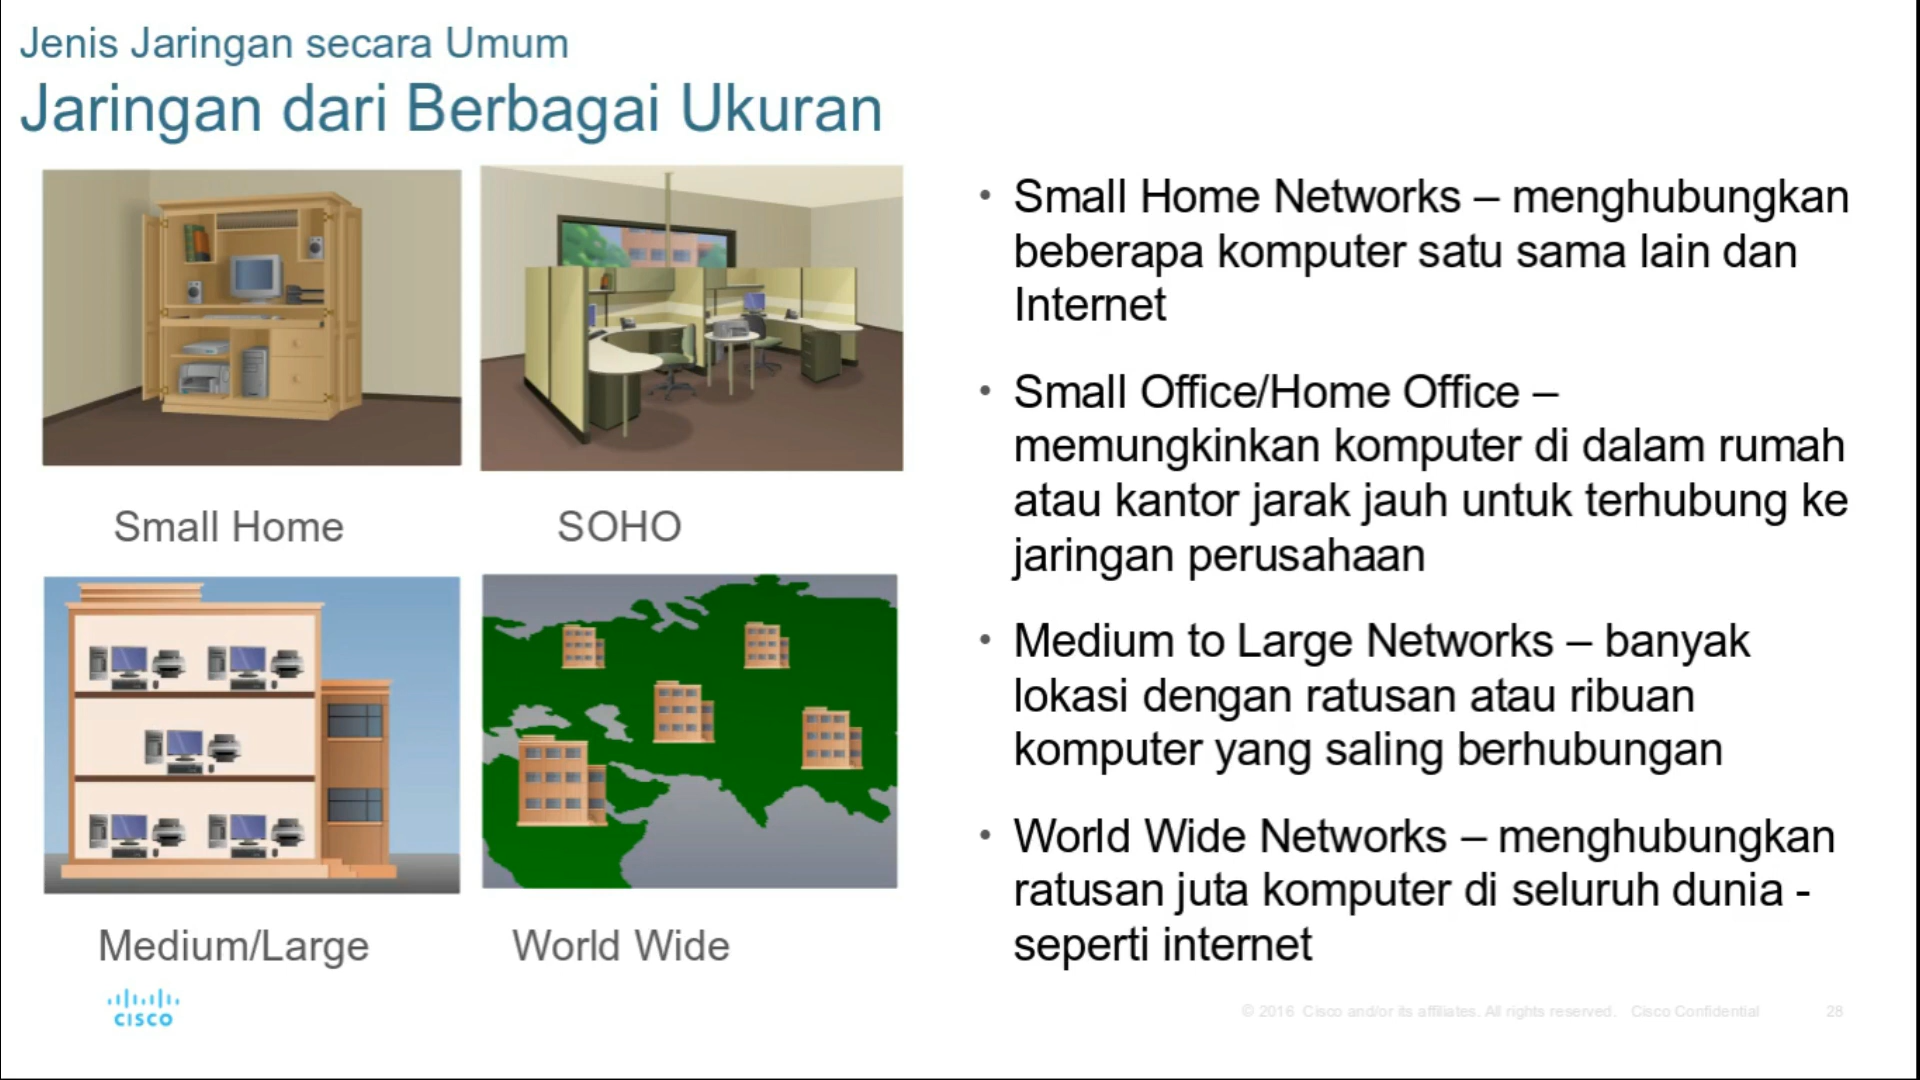 Jenis Jaringan secara Umum
Jaringan dari Berbagai Ukuran
Small Home
SOHO
Medium/Large
World Wide
• Small Home Networks – menghubungkan
beberapa komputer satu sama lain dan
Internet
• Small Office/Home Office –
memungkinkan komputer di dalam rumah
atau kantor jarak jauh untuk terhubung ke
jaringan perusahaan
• Medium to Large Networks – banyak
lokasi dengan ratusan atau ribuan
komputer yang saling berhubungan
• World Wide Networks – menghubungkan
ratusan juta komputer di seluruh dunia -
seperti internet
CISCO
© 2016 Cisco and/or its affiliates. All rights reserved. Cisco Confidential 28